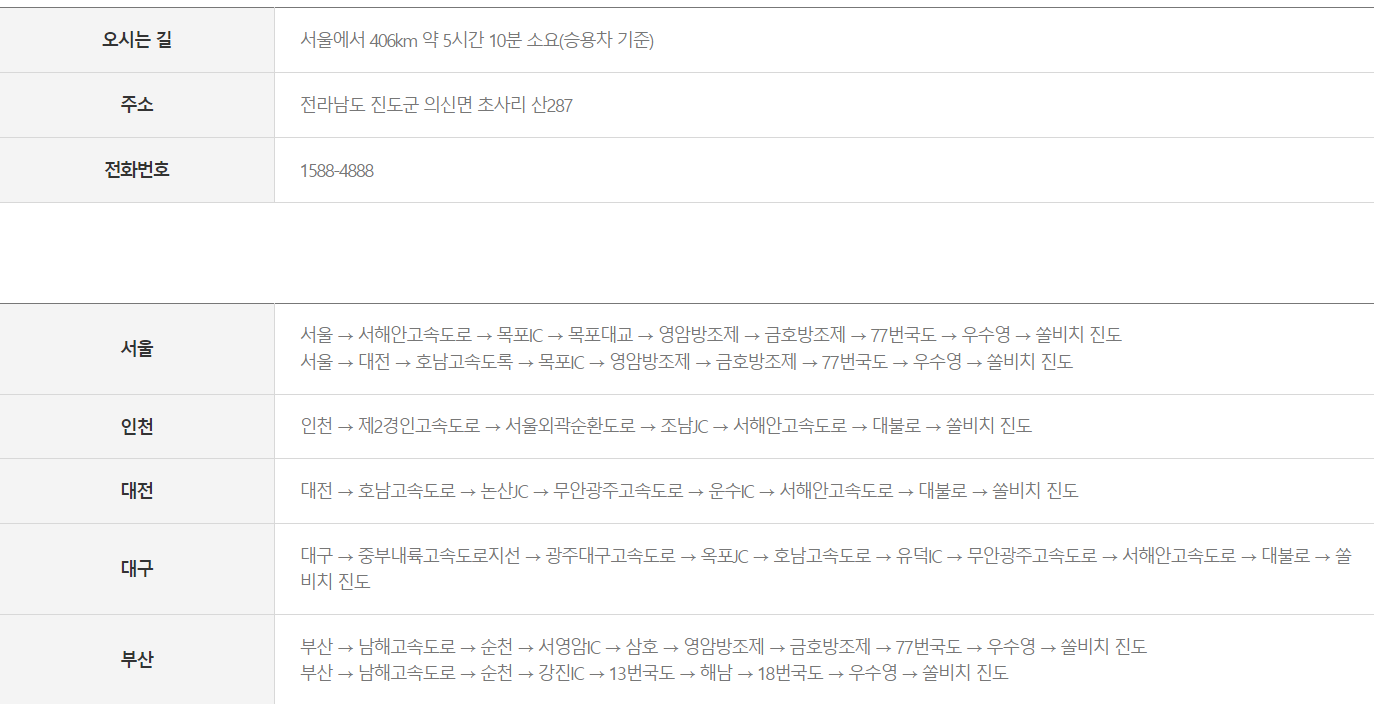 오시는 길
서울에서 406km 약 5시간 10분 소요(승용차 기준)
주소
전라남도 진도군 의신면 초사리 산287
전화번호
1588-4888
서울
서울 → 서해안고속도로 → 목포IC → 목포대교 → 영암방조제 → 금호방조제 → 77번국도 → 우수영 → 쏠비치 진도
서울 → 대전 → 호남고속도록 → 목포IC → 영암방조제 → 금호방조제 → 77번국도 → 우수영 → 쏠비치 진도
인천
인천 → 제2경인고속도로 → 서울외곽순환도로 → 조남JC → 서해안고속도로 → 대불로 → 쏠비치 진도
대전
대전 → 호남고속도로 → 논산JC → 무안광주고속도로 → 운수IC → 서해안고속도로 → 대불로 → 쏠비치 진도
대구
대구 → 중부내륙고속도로지선 → 광주대구고속도로 → 옥포JC → 호남고속도로 → 유덕IC → 무안광주고속도로 → 서해안고속도로 → 대불로 → 쏠
비치 진도
부산
부산 → 남해고속도로 → 순천 → 서영암IC → 삼호 → 영암방조제 → 금호방조제 → 77번국도 → 우수영 → 쏠비치 진도
부산 → 남해고속도로 → 순천 → 강진IC → 13번국도 → 해남 → 18번국도 → 우수영 → 쏠비치 진도